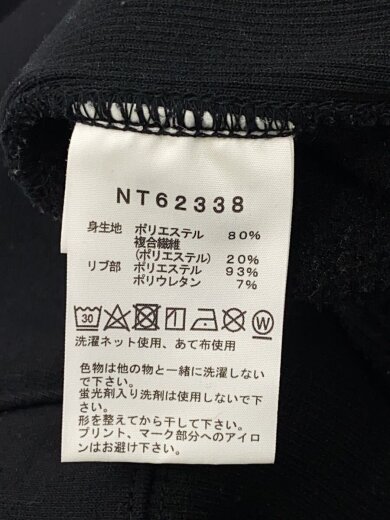 NT62338
身生地 ポリエステル 80%
複合繊維
(ポリエステル) 20%
リブ部 ポリエステル 93%
ポリウレタン 7%
30 W
洗濯ネット使用、あて布使用
色物は他の物と一緒に洗濯しない
で下さい。
蛍光剤入り洗剤は使用しないで下
さい。
形を整えてから干して下さい。
プリント、マーク部分へのアイロ
ンはお避け下さい。